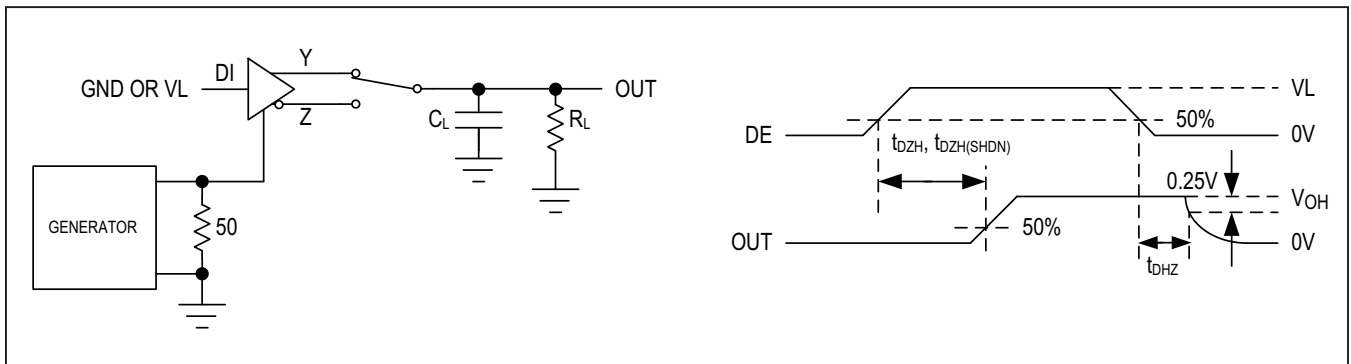 GND OR VL
DI
Y
Z
OUT
CL
RL
GENERATOR
50
DE
VL
50%
0V
tDZH, tDZH(SHDN)
0.25V
VOH
OUT
50%
0V
tDHZ